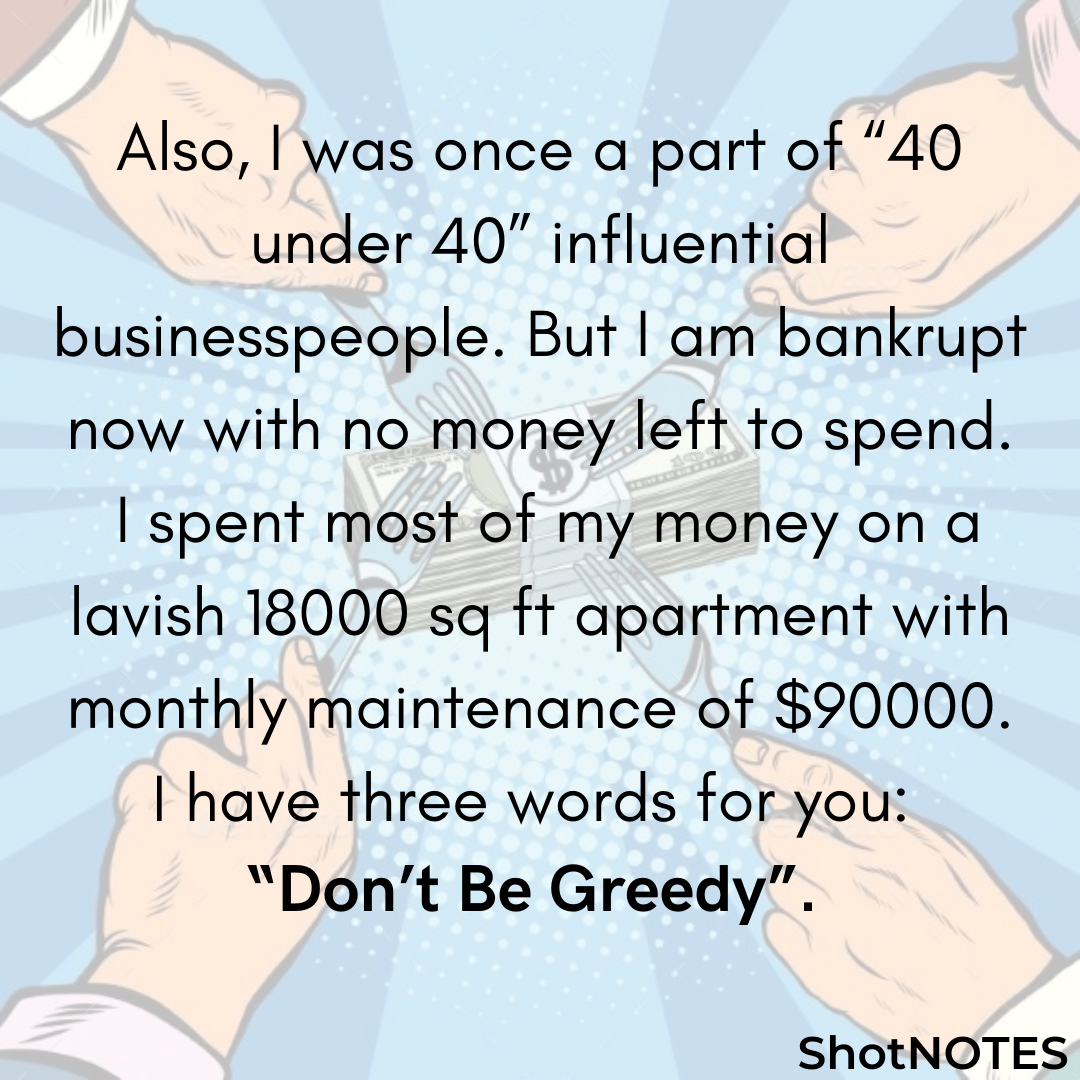 Also, I was once a part of “40
under 40” influential
businesspeople. But I am bankrupt
now with no money left to spend.
I spent most of my money on a
lavish 18000 sq ft apartment with
monthly maintenance of $90000.
I have three words for you:
“Don’t Be Greedy”.
ShotNOTES